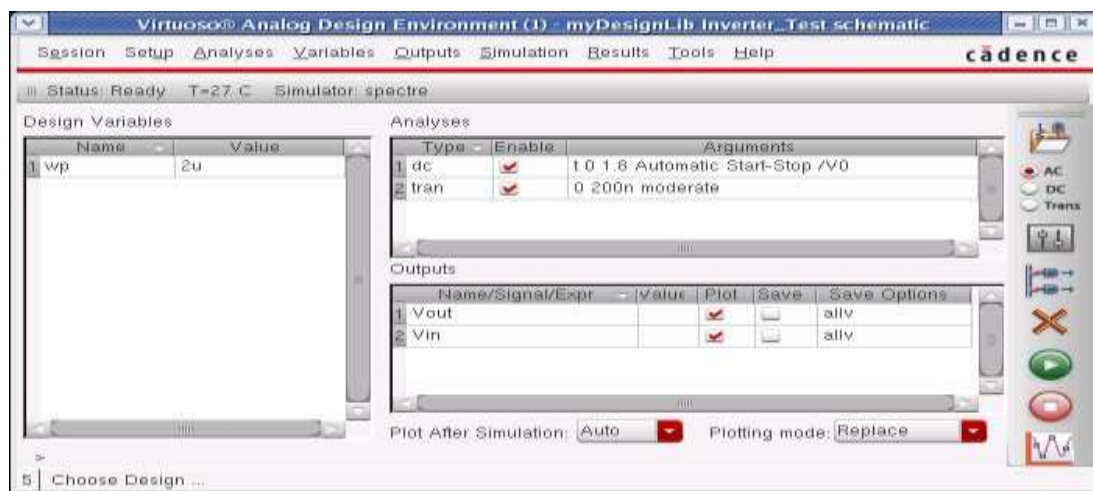 Virtuoso® Analog Design Environment (1) - myDesignLib Inverter_Test schematic
Session Setup Analyses Variables Outputs Simulation Results Tools Help cādence
Status: Ready T=27 C Simulator: spectre
Design Variables
Name Value
1 wp 2u
Analyses
Type Enable Arguments
1 dc t 0 1.8 Automatic Start-Stop /V0
2 tran 0 200n moderate
Outputs
Name/Signal/Expr Value Plot Save Save Options
1 Vout allv
2 Vin allv
Plot After Simulation: Auto Plotting mode: Replace
AC
DC
Trans
>
5 Choose Design ...